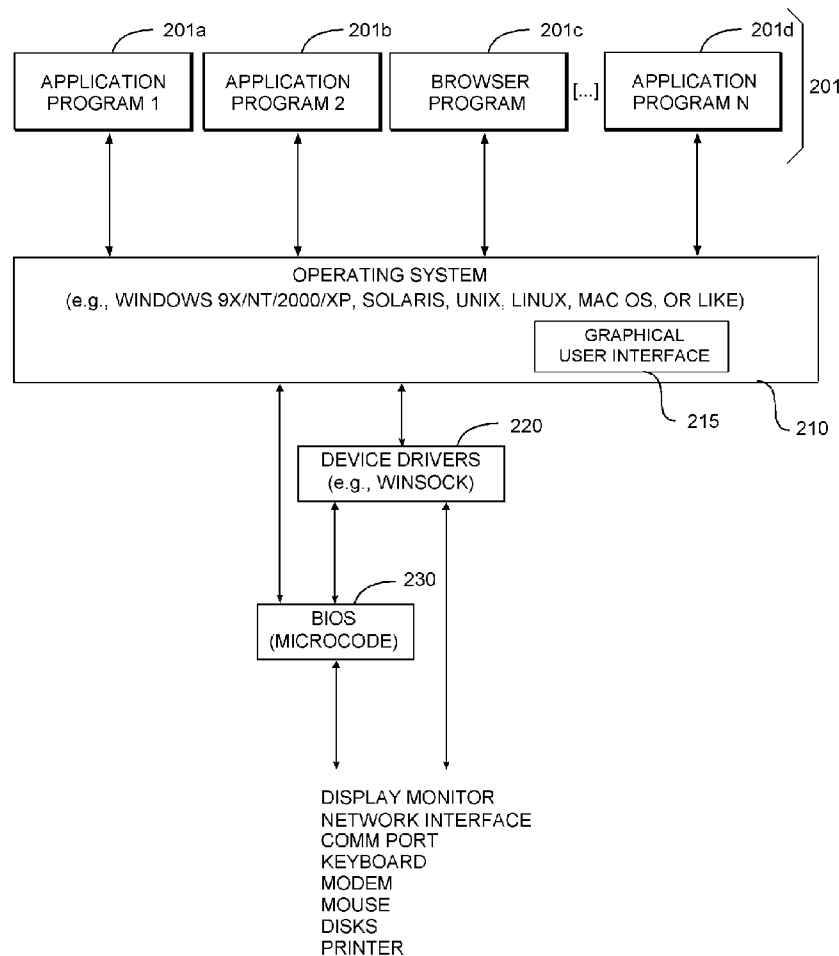 201a
201b
201c
201d
APPLICATION
PROGRAM 1
APPLICATION
PROGRAM 2
BROWSER
PROGRAM
[...]
APPLICATION
PROGRAM N
201
OPERATING SYSTEM
(e.g., WINDOWS 9X/NT/2000/XP, SOLARIS, UNIX, LINUX, MAC OS, OR LIKE)
GRAPHICAL
USER INTERFACE
215
210
220
DEVICE DRIVERS
(e.g., WINSOCK)
230
BIOS
(MICROCODE)
DISPLAY MONITOR
NETWORK INTERFACE
COMM PORT
KEYBOARD
MODEM
MOUSE
DISKS
PRINTER